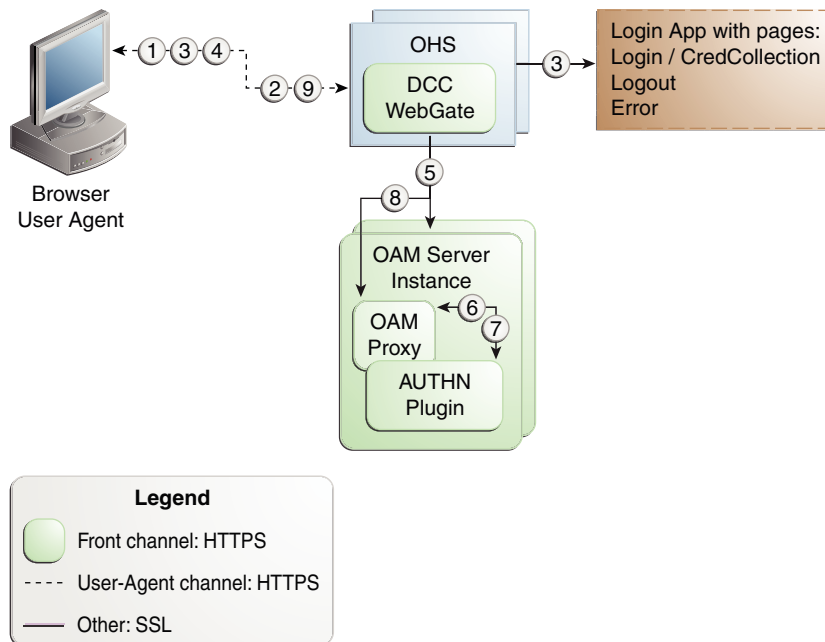 1 3 4
2 9
Browser
User Agent
OHS
DCC
WebGate
3
Login App with pages:
Login / CredCollection
Logout
Error
5
8
OAM Server
Instance
OAM
Proxy
6
7
AUTHN
Plugin
Legend
Front channel: HTTPS
User-Agent channel: HTTPS
Other: SSL